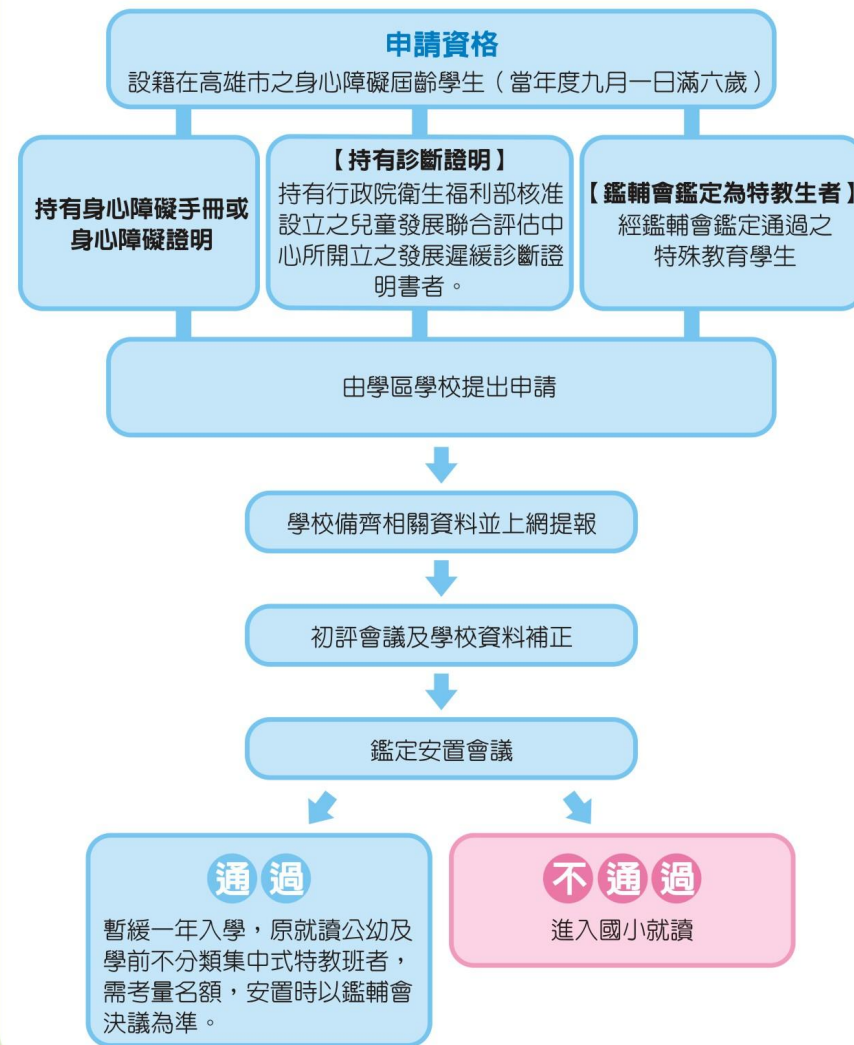 申請資格
設籍在高雄市之身心障礙屆齡學生（當年度九月一日滿六歲）
持有身心障礙手冊或
身心障礙證明
【持有診斷證明】
持有行政院衛生福利部核准
設立之兒童發展聯合評估中
心所開立之發展遲緩診斷證
明書者。
【鑑輔會鑑定為特教生者】
經鑑輔會鑑定通過之
特殊教育學生
由學區學校提出申請
學校備齊相關資料並上網提報
初評會議及學校資料補正
鑑定安置會議
通過
暫緩一年入學，原就讀公幼及
學前不分類集中式特教班者，
需考量名額，安置時以鑑輔會
決議為準。
不通過
進入國小就讀